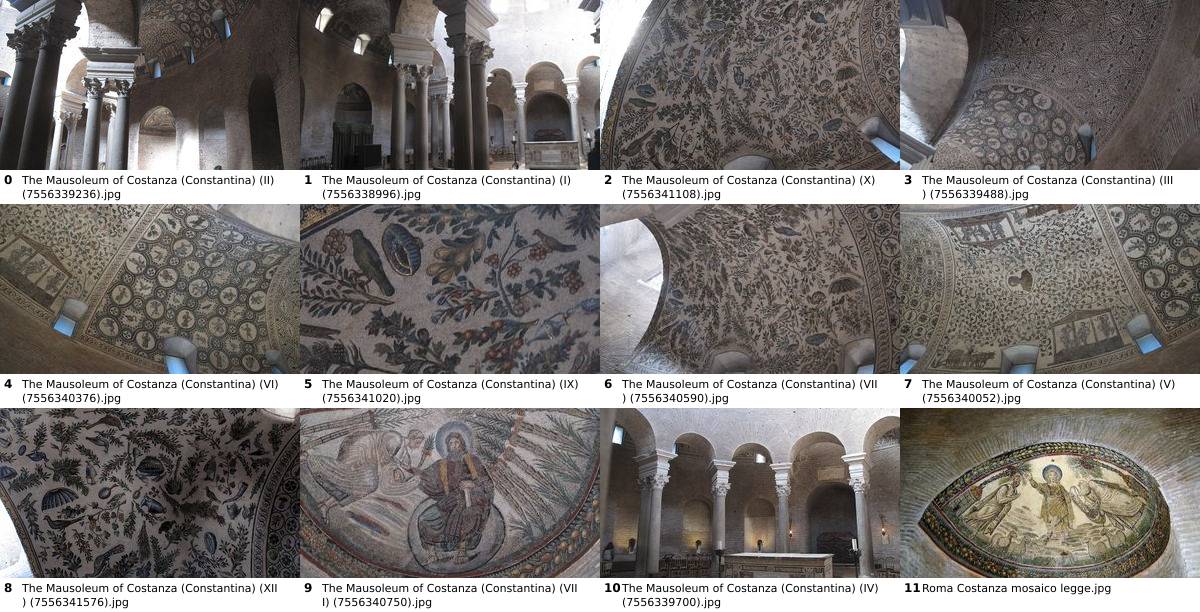 0 The Mausoleum of Costanza (Constantina) (II)
(7556339236).jpg
1 The Mausoleum of Costanza (Constantina) (I)
(7556338996).jpg
2 The Mausoleum of Costanza (Constantina) (X)
(7556341108).jpg
3 The Mausoleum of Costanza (Constantina) (III
) (7556339488).jpg
4 The Mausoleum of Costanza (Constantina) (VI)
(7556340376).jpg
5 The Mausoleum of Costanza (Constantina) (IX)
(7556341020).jpg
6 The Mausoleum of Costanza (Constantina) (VII
) (7556340590).jpg
7 The Mausoleum of Costanza (Constantina) (V)
(7556340052).jpg
8 The Mausoleum of Costanza (Constantina) (XII
) (7556341576).jpg
9 The Mausoleum of Costanza (Constantina) (VII
I) (7556340750).jpg
10 The Mausoleum of Costanza (Constantina) (IV)
(7556339700).jpg
11 Roma Costanza mosaico legge.jpg